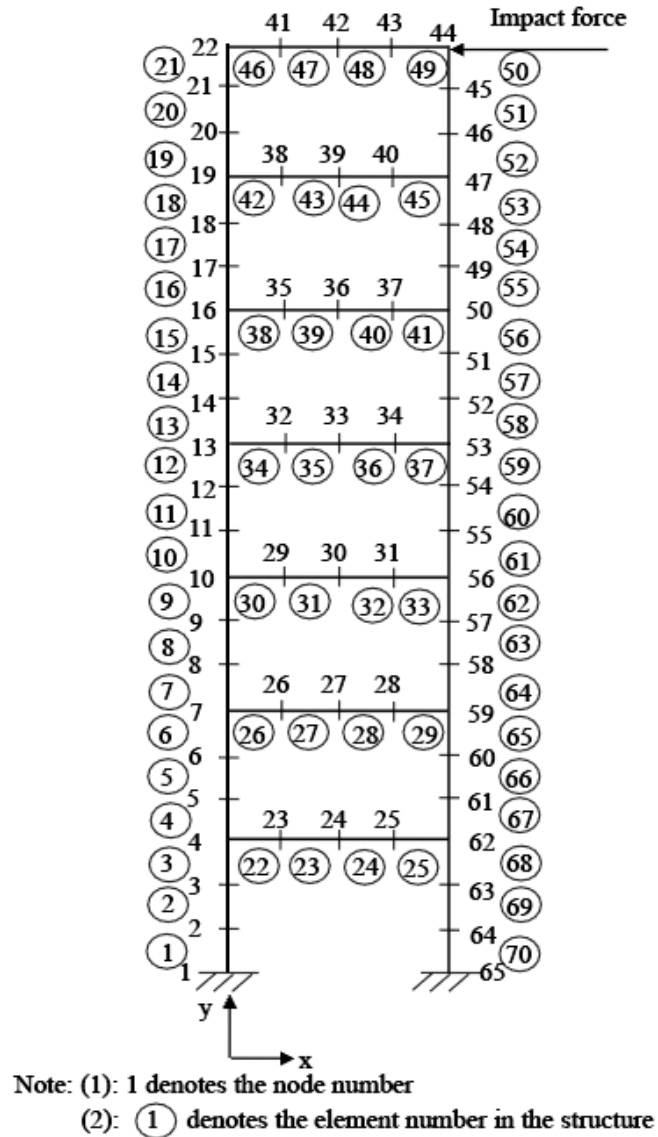 41 42 43 44 Impact force
22
21 46 47 48 49 50
21 45
20 51
20 46
19 38 39 40 52
19 47
18 42 43 44 45 53
18 48
17 54
17 49
16 35 36 37 55
16 50
15 38 39 40 41 56
15 51
14 57
14 52
13 32 33 34 58
13 53
12 34 35 36 37 59
12 54
11 60
11 55
10 29 30 31 61
10 56
9 30 31 32 33 62
9 57
8 63
8 58
7 26 27 28 64
7 59
6 26 27 28 29 65
6 60
5 66
5 61
4 23 24 25 67
4 62
3 22 23 24 25 68
3 63
2 69
2 64
1 70
1 65
y
x
Note: (1): 1 denotes the node number
(2): 1 denotes the element number in the structure